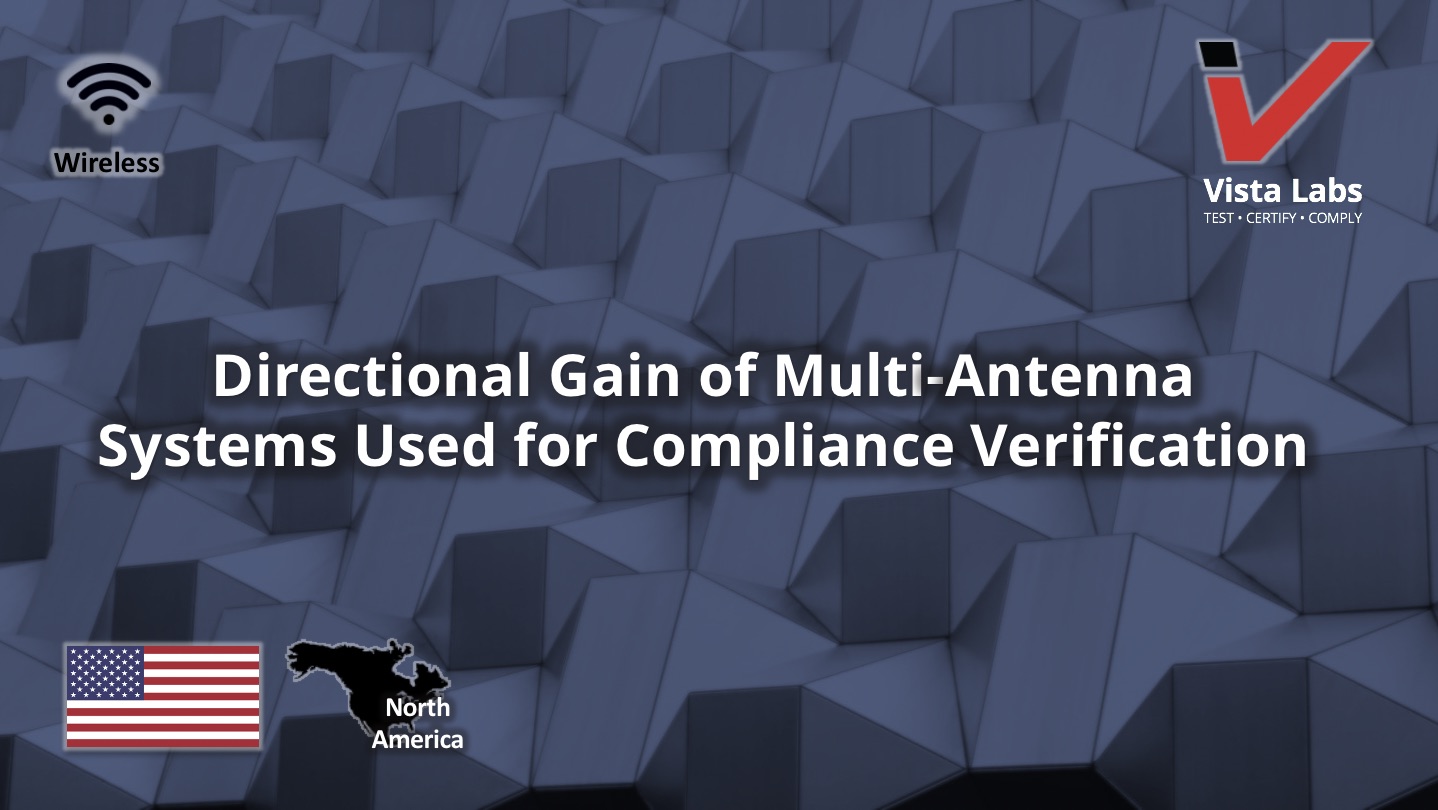 Wireless
Vista Labs
TEST • CERTIFY • COMPLY
Directional Gain of Multi-Antenna
Systems Used for Compliance Verification
North
America